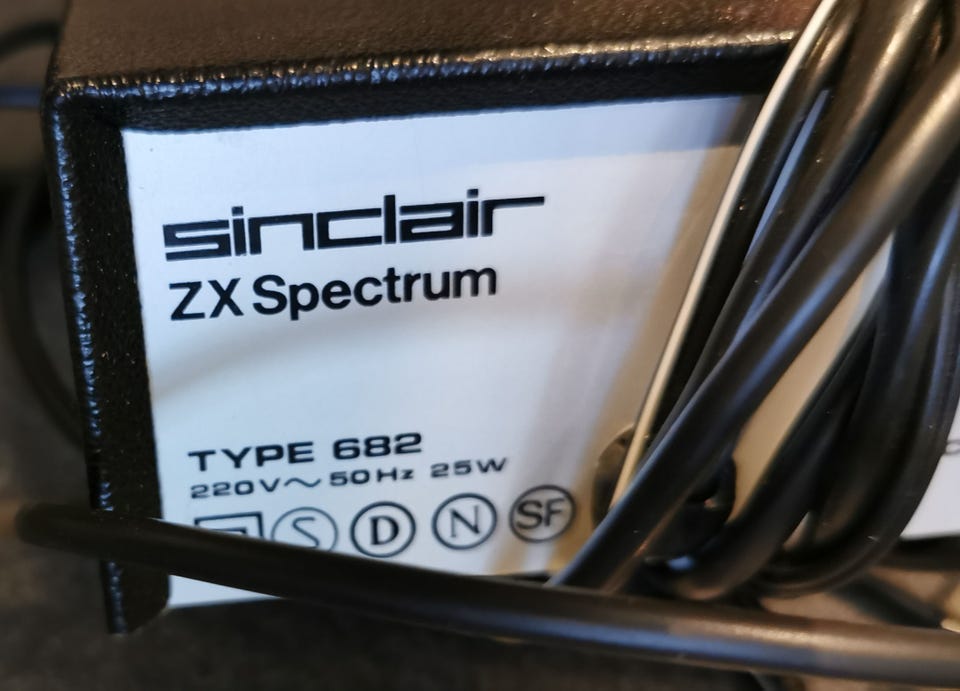 sinclair
ZX Spectrum
TYPE 682
220V～50Hz 25W
S D N SF